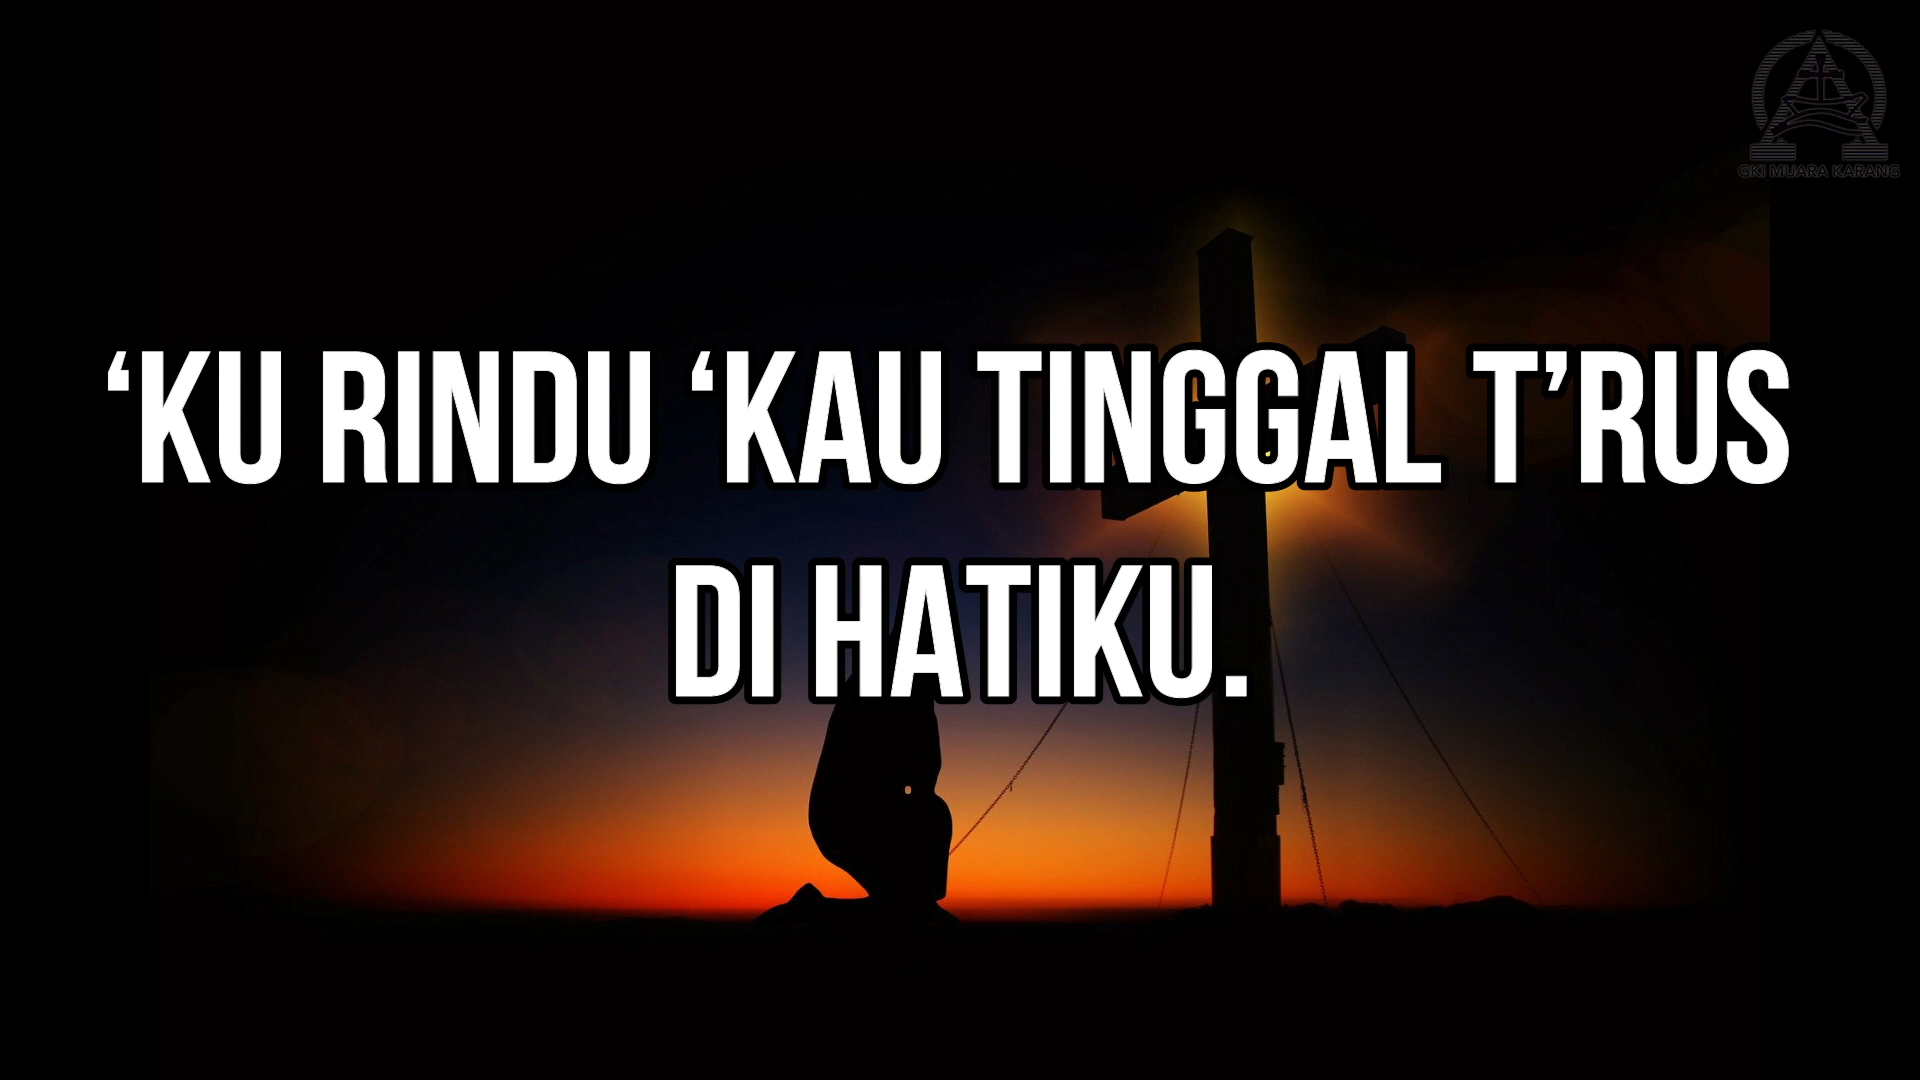 GKI MUARA KARANG
‘KU RINDU ‘KAU TINGGAL T’RUS
DI HATIKU.